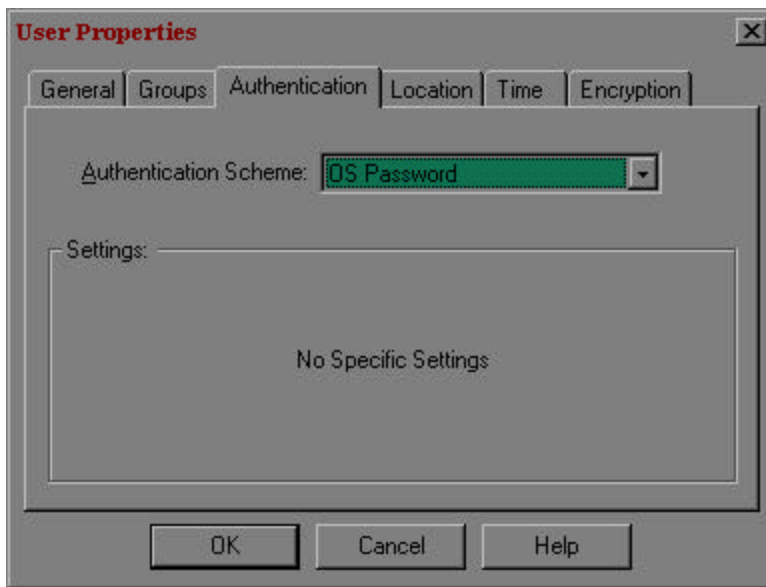 User Properties
General Groups Authentication Location Time Encryption
Authentication Scheme: OS Password
Settings:
No Specific Settings
OK Cancel Help